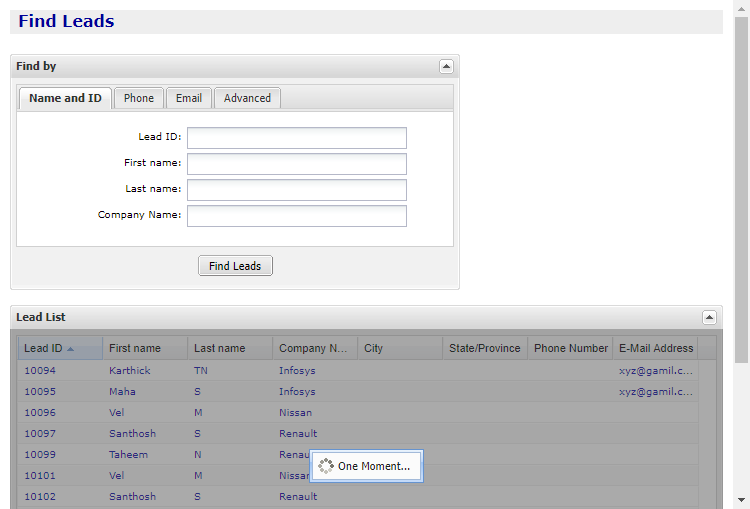 Find Leads
Find by
Name and ID Phone Email Advanced
Lead ID:
First name:
Last name:
Company Name:
Find Leads
Lead List
Lead ID First name Last name Company N... City State/Province Phone Number E-Mail Address
10094 Karthick TN Infosys xyz@gamil.c...
10095 Maha S Infosys xyz@gamil.c...
10096 Vel M Nissan
10097 Santhosh S Renault
10099 Taheem N Renau
10101 Vel M Nissan
One Moment...
10102 Santhosh S Renault